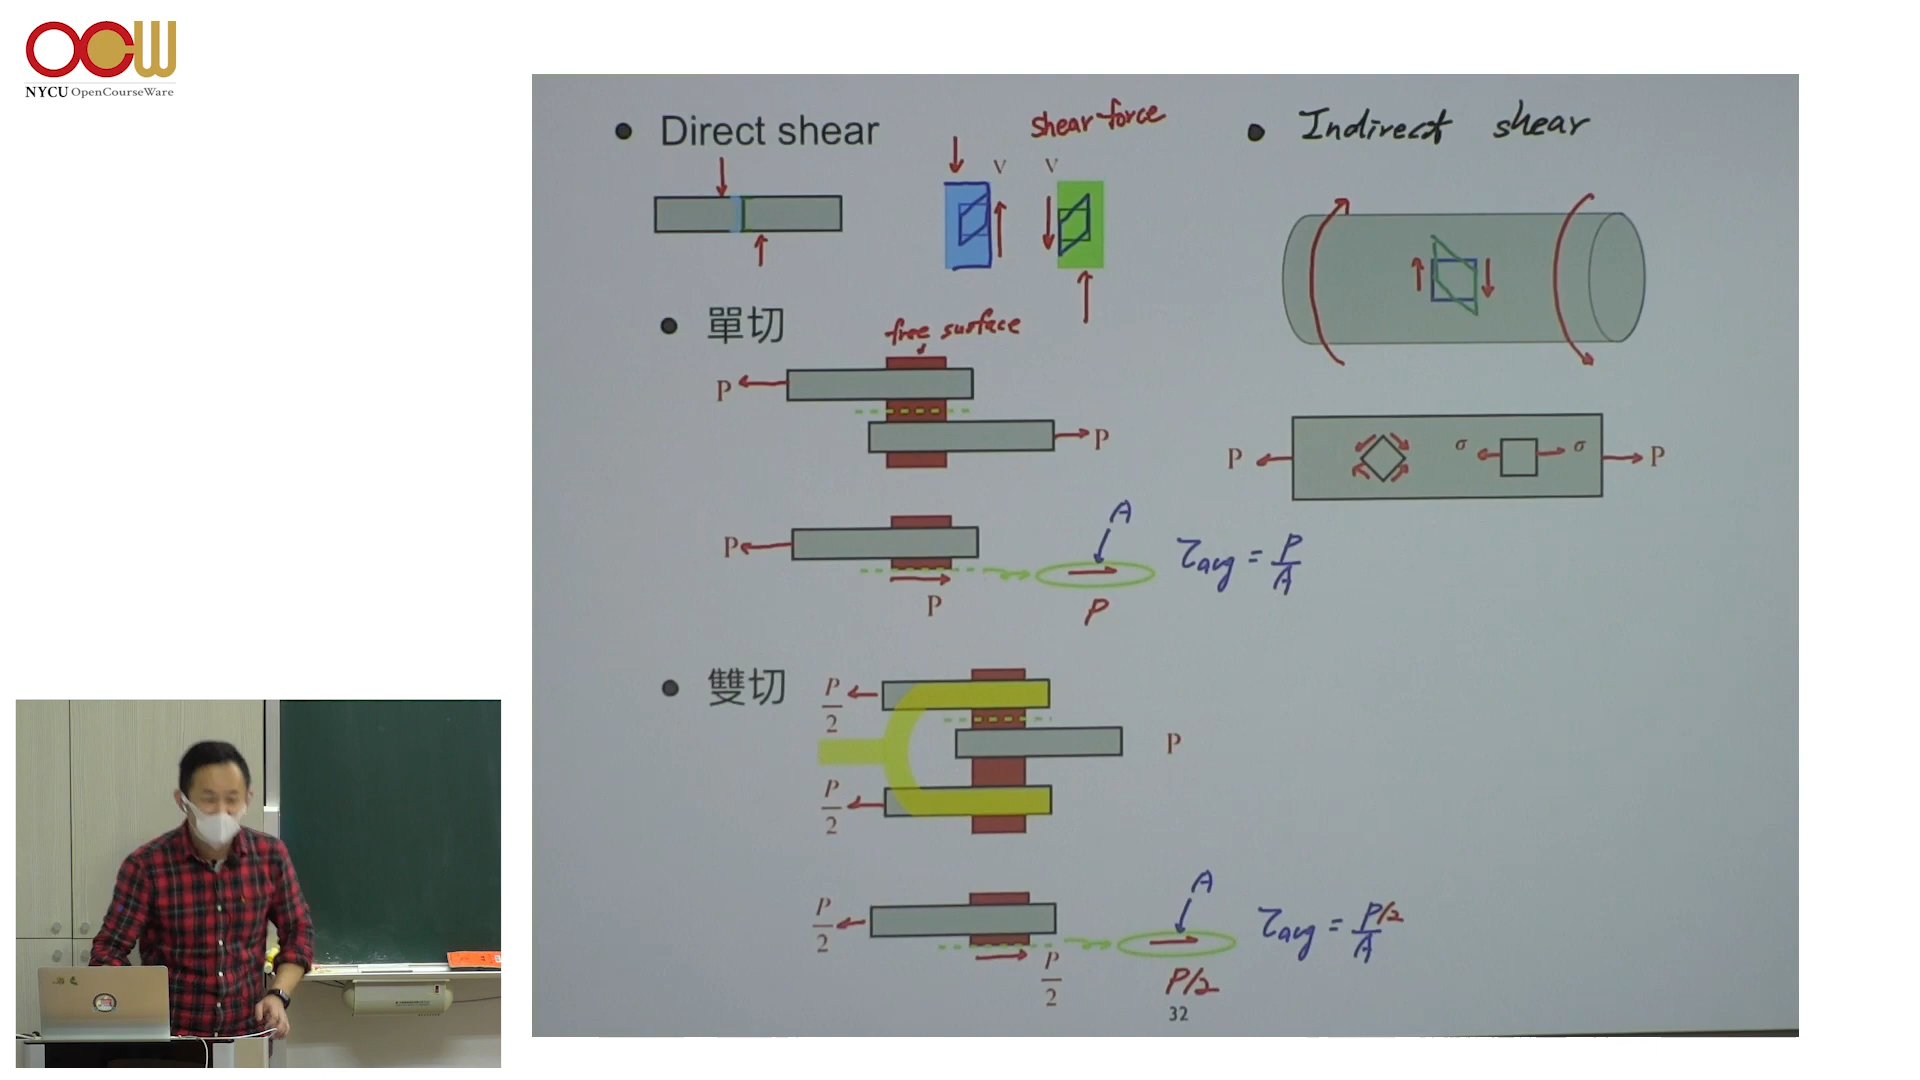 OCW
NYCU OpenCourseWare
• Direct shear
V
V
shear force
• Indirect shear
• 單切
free surface
P
P
P
P
A
P
τavg = P/A
P
σ
σ
P
• 雙切
P/2
P
P/2
P/2
P/2
A
P/2
τavg = P/2/A
32